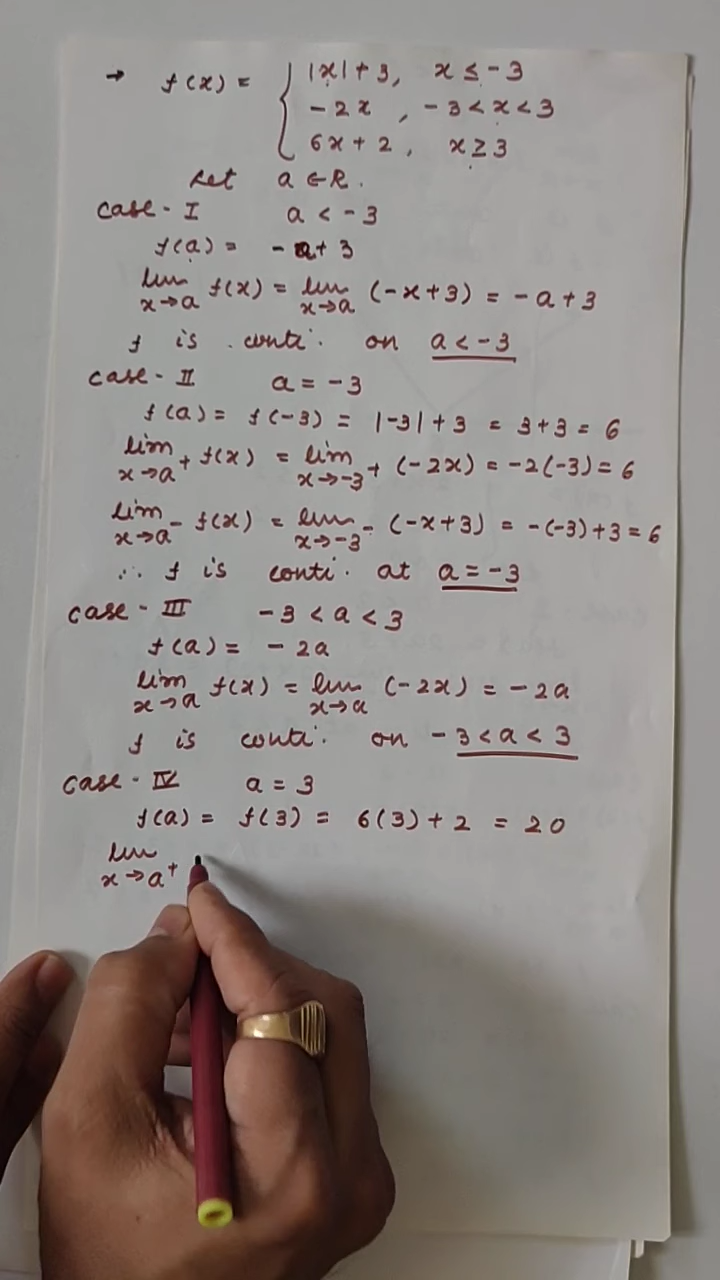 → f(x) = { |x| + 3, x ≤ -3
- 2x , - 3 < x < 3
6x + 2 , x ≥ 3
Let a ∈ R.
case - I a < - 3
f(a) = - a + 3
lim x→a f(x) = lim x→a (-x+3) = - a + 3
f is conti. on a < - 3
case - II a = - 3
f(a) = f(-3) = |-3| + 3 = 3+3 = 6
lim x→a+ f(x) = lim x→-3+ (-2x) = -2(-3) = 6
lim x→a- f(x) = lim x→-3- (-x+3) = -(-3)+3 = 6
∴ f is conti. at a = -3
case - III - 3 < a < 3
f(a) = - 2a
lim x→a f(x) = lim x→a (-2x) = - 2a
f is conti. on - 3 < a < 3
case - IV a = 3
f(a) = f(3) = 6(3) + 2 = 20
lim x→a+